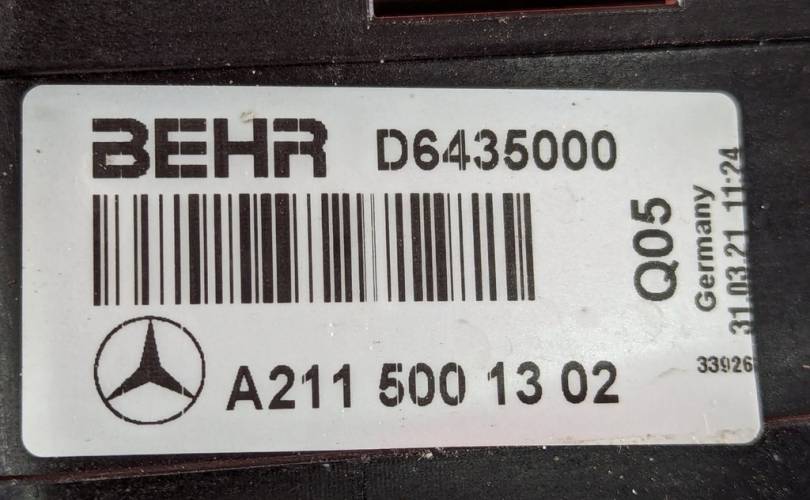 BEHR D6435000
A211 500 13 02
Q05
Germany
31.03.21 11:24
33926